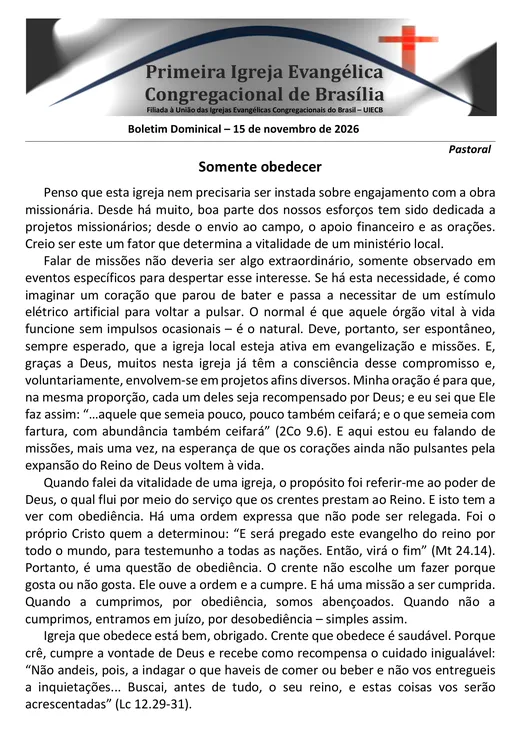 Primeira Igreja Evangélica
Congregacional de Brasília
Filiada à União das Igrejas Evangélicas Congregacionais do Brasil – UIECB
Boletim Dominical – 15 de novembro de 2026
Pastoral
Somente obedecer
Penso que esta igreja nem precisaria ser instada sobre engajamento com a obra
missionária. Desde há muito, boa parte dos nossos esforços tem sido dedicada a
projetos missionários; desde o envio ao campo, o apoio financeiro e as orações.
Creio ser este um fator que determina a vitalidade de um ministério local.
Falar de missões não deveria ser algo extraordinário, somente observado em
eventos específicos para despertar esse interesse. Se há esta necessidade, é como
imaginar um coração que parou de bater e passa a necessitar de um estímulo
elétrico artificial para voltar a pulsar. O normal é que aquele órgão vital à vida
funcione sem impulsos ocasionais – é o natural. Deve, portanto, ser espontâneo,
sempre esperado, que a igreja local esteja ativa em evangelização e missões. E,
graças a Deus, muitos nesta igreja já têm a consciência desse compromisso e,
voluntariamente, envolvem-se em projetos afins diversos. Minha oração é para que,
na mesma proporção, cada um deles seja recompensado por Deus; e eu sei que Ele
faz assim: “...aquele que semeia pouco, pouco também ceifará; e o que semeia com
fartura, com abundância também ceifará” (2Co 9.6). E aqui estou eu falando de
missões, mais uma vez, na esperança de que os corações ainda não pulsantes pela
expansão do Reino de Deus voltem à vida.
Quando falei da vitalidade de uma igreja, o propósito foi referir-me ao poder de
Deus, o qual flui por meio do serviço que os crentes prestam ao Reino. E isto tem a
ver com obediência. Há uma ordem expressa que não pode ser relegada. Foi o
próprio Cristo quem a determinou: “E será pregado este evangelho do reino por
todo o mundo, para testemunho a todas as nações. Então, virá o fim” (Mt 24.14).
Portanto, é uma questão de obediência. O crente não escolhe um fazer porque
gosta ou não gosta. Ele ouve a ordem e a cumpre. E há uma missão a ser cumprida.
Quando a cumprimos, por obediência, somos abençoados. Quando não a
cumprimos, entramos em juízo, por desobediência – simples assim.
Igreja que obedece está bem, obrigado. Crente que obedece é saudável. Porque
crê, cumpre a vontade de Deus e recebe como recompensa o cuidado inigualável:
“Não andeis, pois, a indagar o que haveis de comer ou beber e não vos entregueis
a inquietações... Buscai, antes de tudo, o seu reino, e estas coisas vos serão
acrescentadas” (Lc 12.29-31).